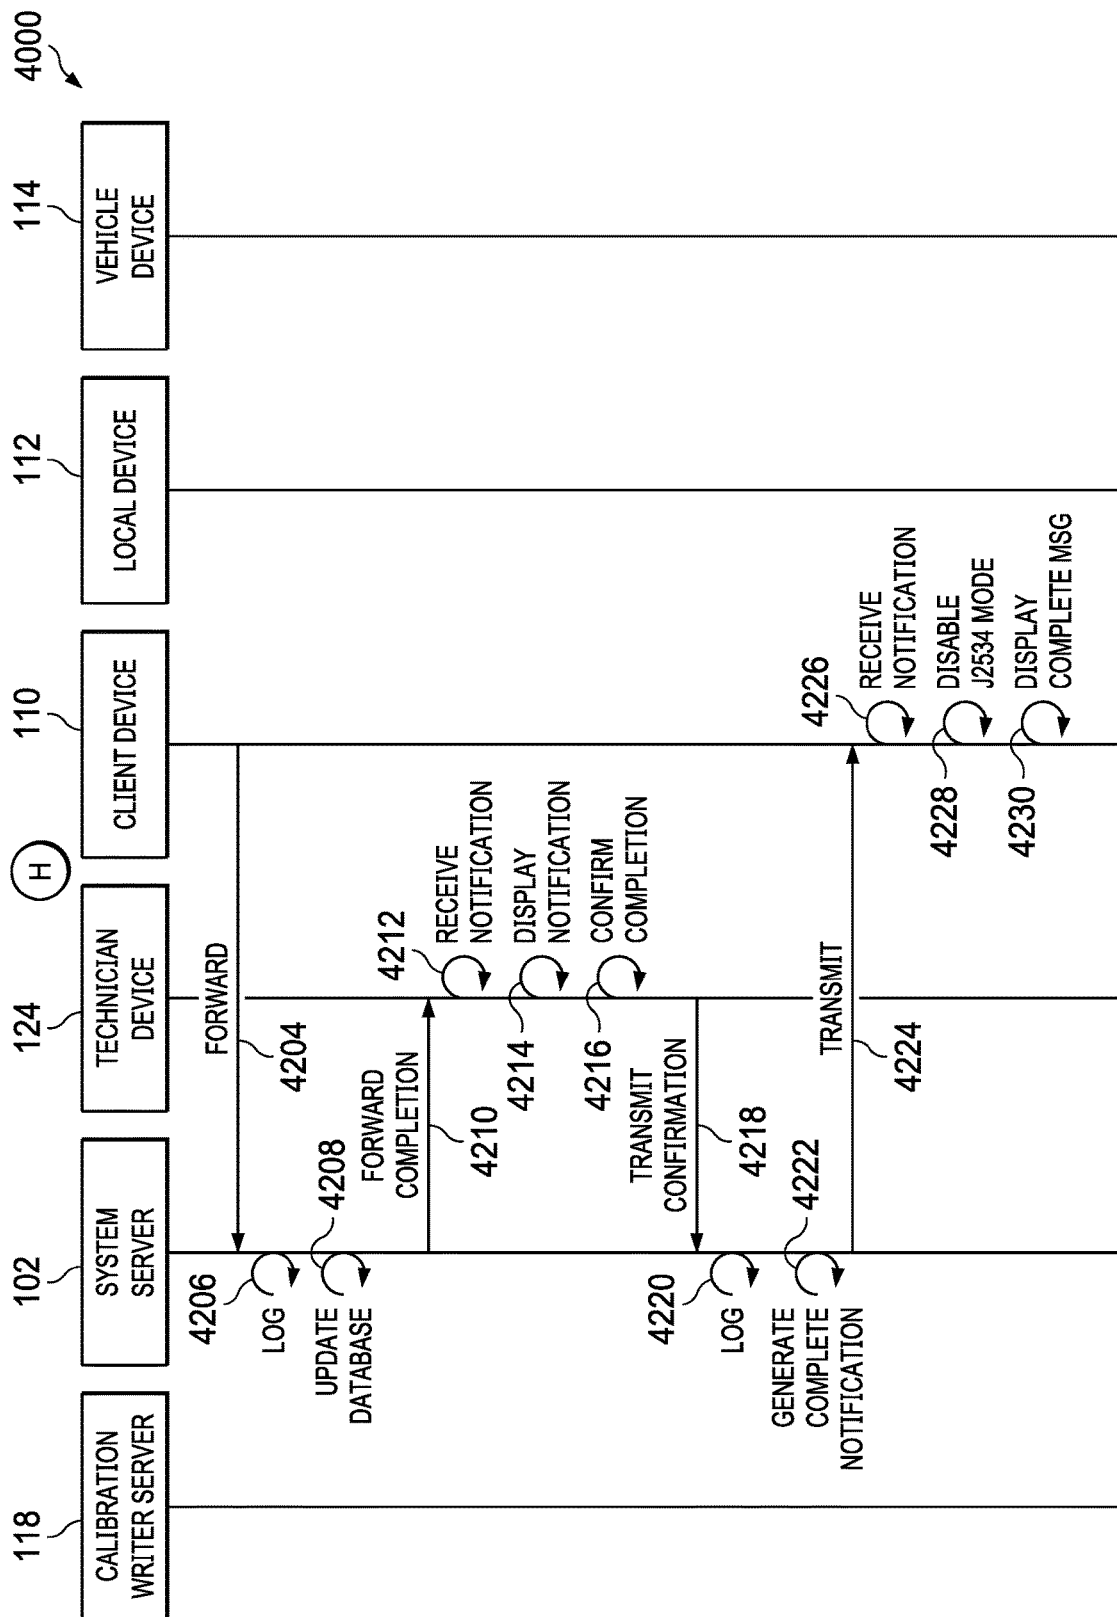 4000
118
102
124
110
112
114
H
CALIBRATION
WRITER SERVER
SYSTEM
SERVER
TECHNICIAN
DEVICE
CLIENT DEVICE
LOCAL DEVICE
VEHICLE
DEVICE
FORWARD
4204
4206
LOG
4208
UPDATE
DATABASE
FORWARD
COMPLETION
4210
4212
RECEIVE
NOTIFICATION
4214
DISPLAY
NOTIFICATION
4216
CONFIRM
COMPLETION
TRANSMIT
CONFIRMATION
4218
4220
LOG
4222
GENERATE
COMPLETE
NOTIFICATION
TRANSMIT
4224
4226
RECEIVE
NOTIFICATION
4228
DISABLE
J2534 MODE
4230
DISPLAY
COMPLETE MSG